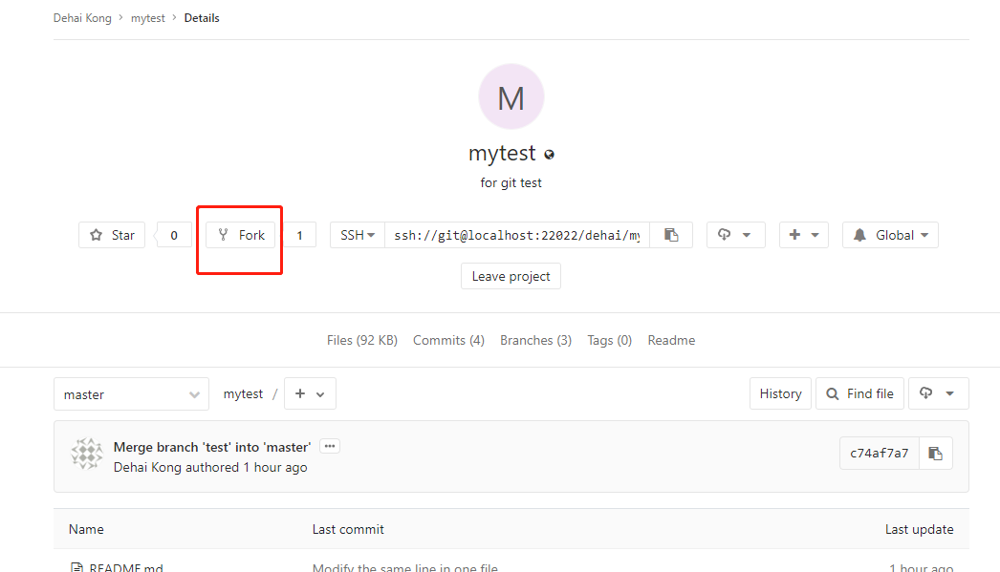 Dehai Kong > mytest > Details
M
mytest
for git test
Star 0 Fork 1 SSH ssh://git@localhost:22022/dehai/my Global
Leave project
Files (92 KB) Commits (4) Branches (3) Tags (0) Readme
master mytest / + History Find file
Merge branch 'test' into 'master' ···
Dehai Kong authored 1 hour ago
c74af7a7
Name Last commit Last update
README.md Modify the same line in one file 1 hour ago